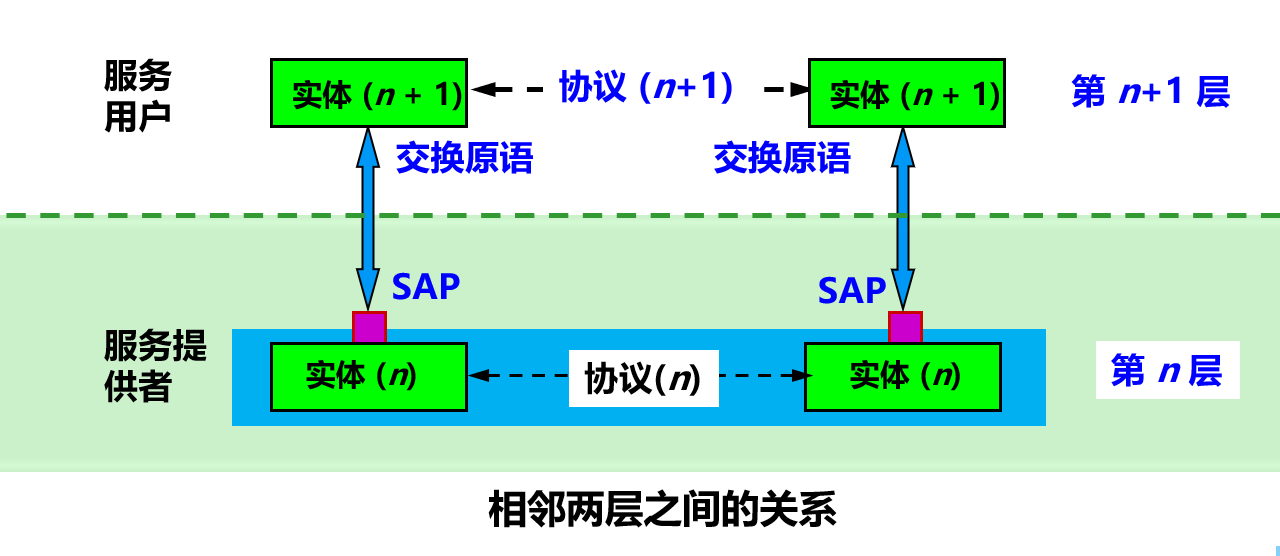 服务
用户
实体 (n + 1)
协议 (n+1)
实体 (n + 1)
第 n+1 层
交换原语
交换原语
SAP
SAP
服务提
供者
实体 (n)
协议(n)
实体 (n)
第 n 层
相邻两层之间的关系